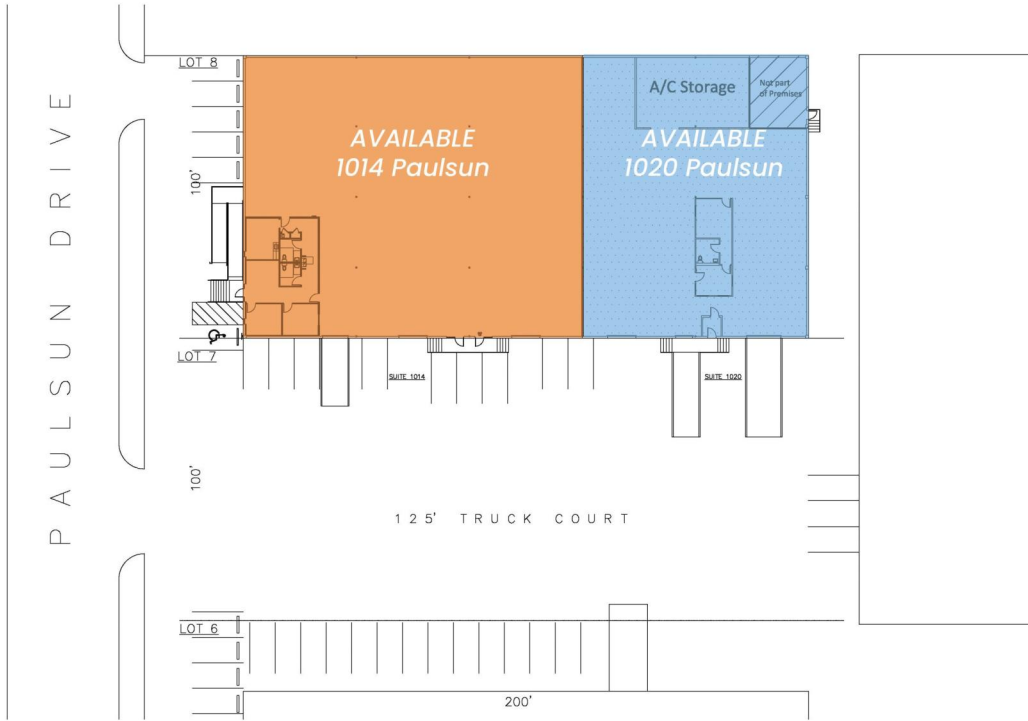 LOT 8
A/C Storage
Not part
of Premises
AVAILABLE
1014 Paulsun
AVAILABLE
1020 Paulsun
PAULSUN DRIVE
100'
LOT 7
SUITE 1014
SUITE 1020
100'
125' TRUCK COURT
LOT 6
200'